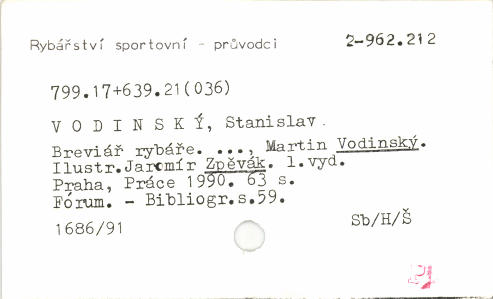 Rybářství sportovní - průvodci 2-962.212
799.17+639.21(036)
V O D I N S K Ý, Stanislav.
Breviář rybáře. ..., Martin Vodinský.
Ilustr.Jaromír Zpěvák. 1.vyd.
Praha, Práce 1990. 63 s.
Fórum. - Bibliogr.s.59.
1686/91 Sb/H/Š